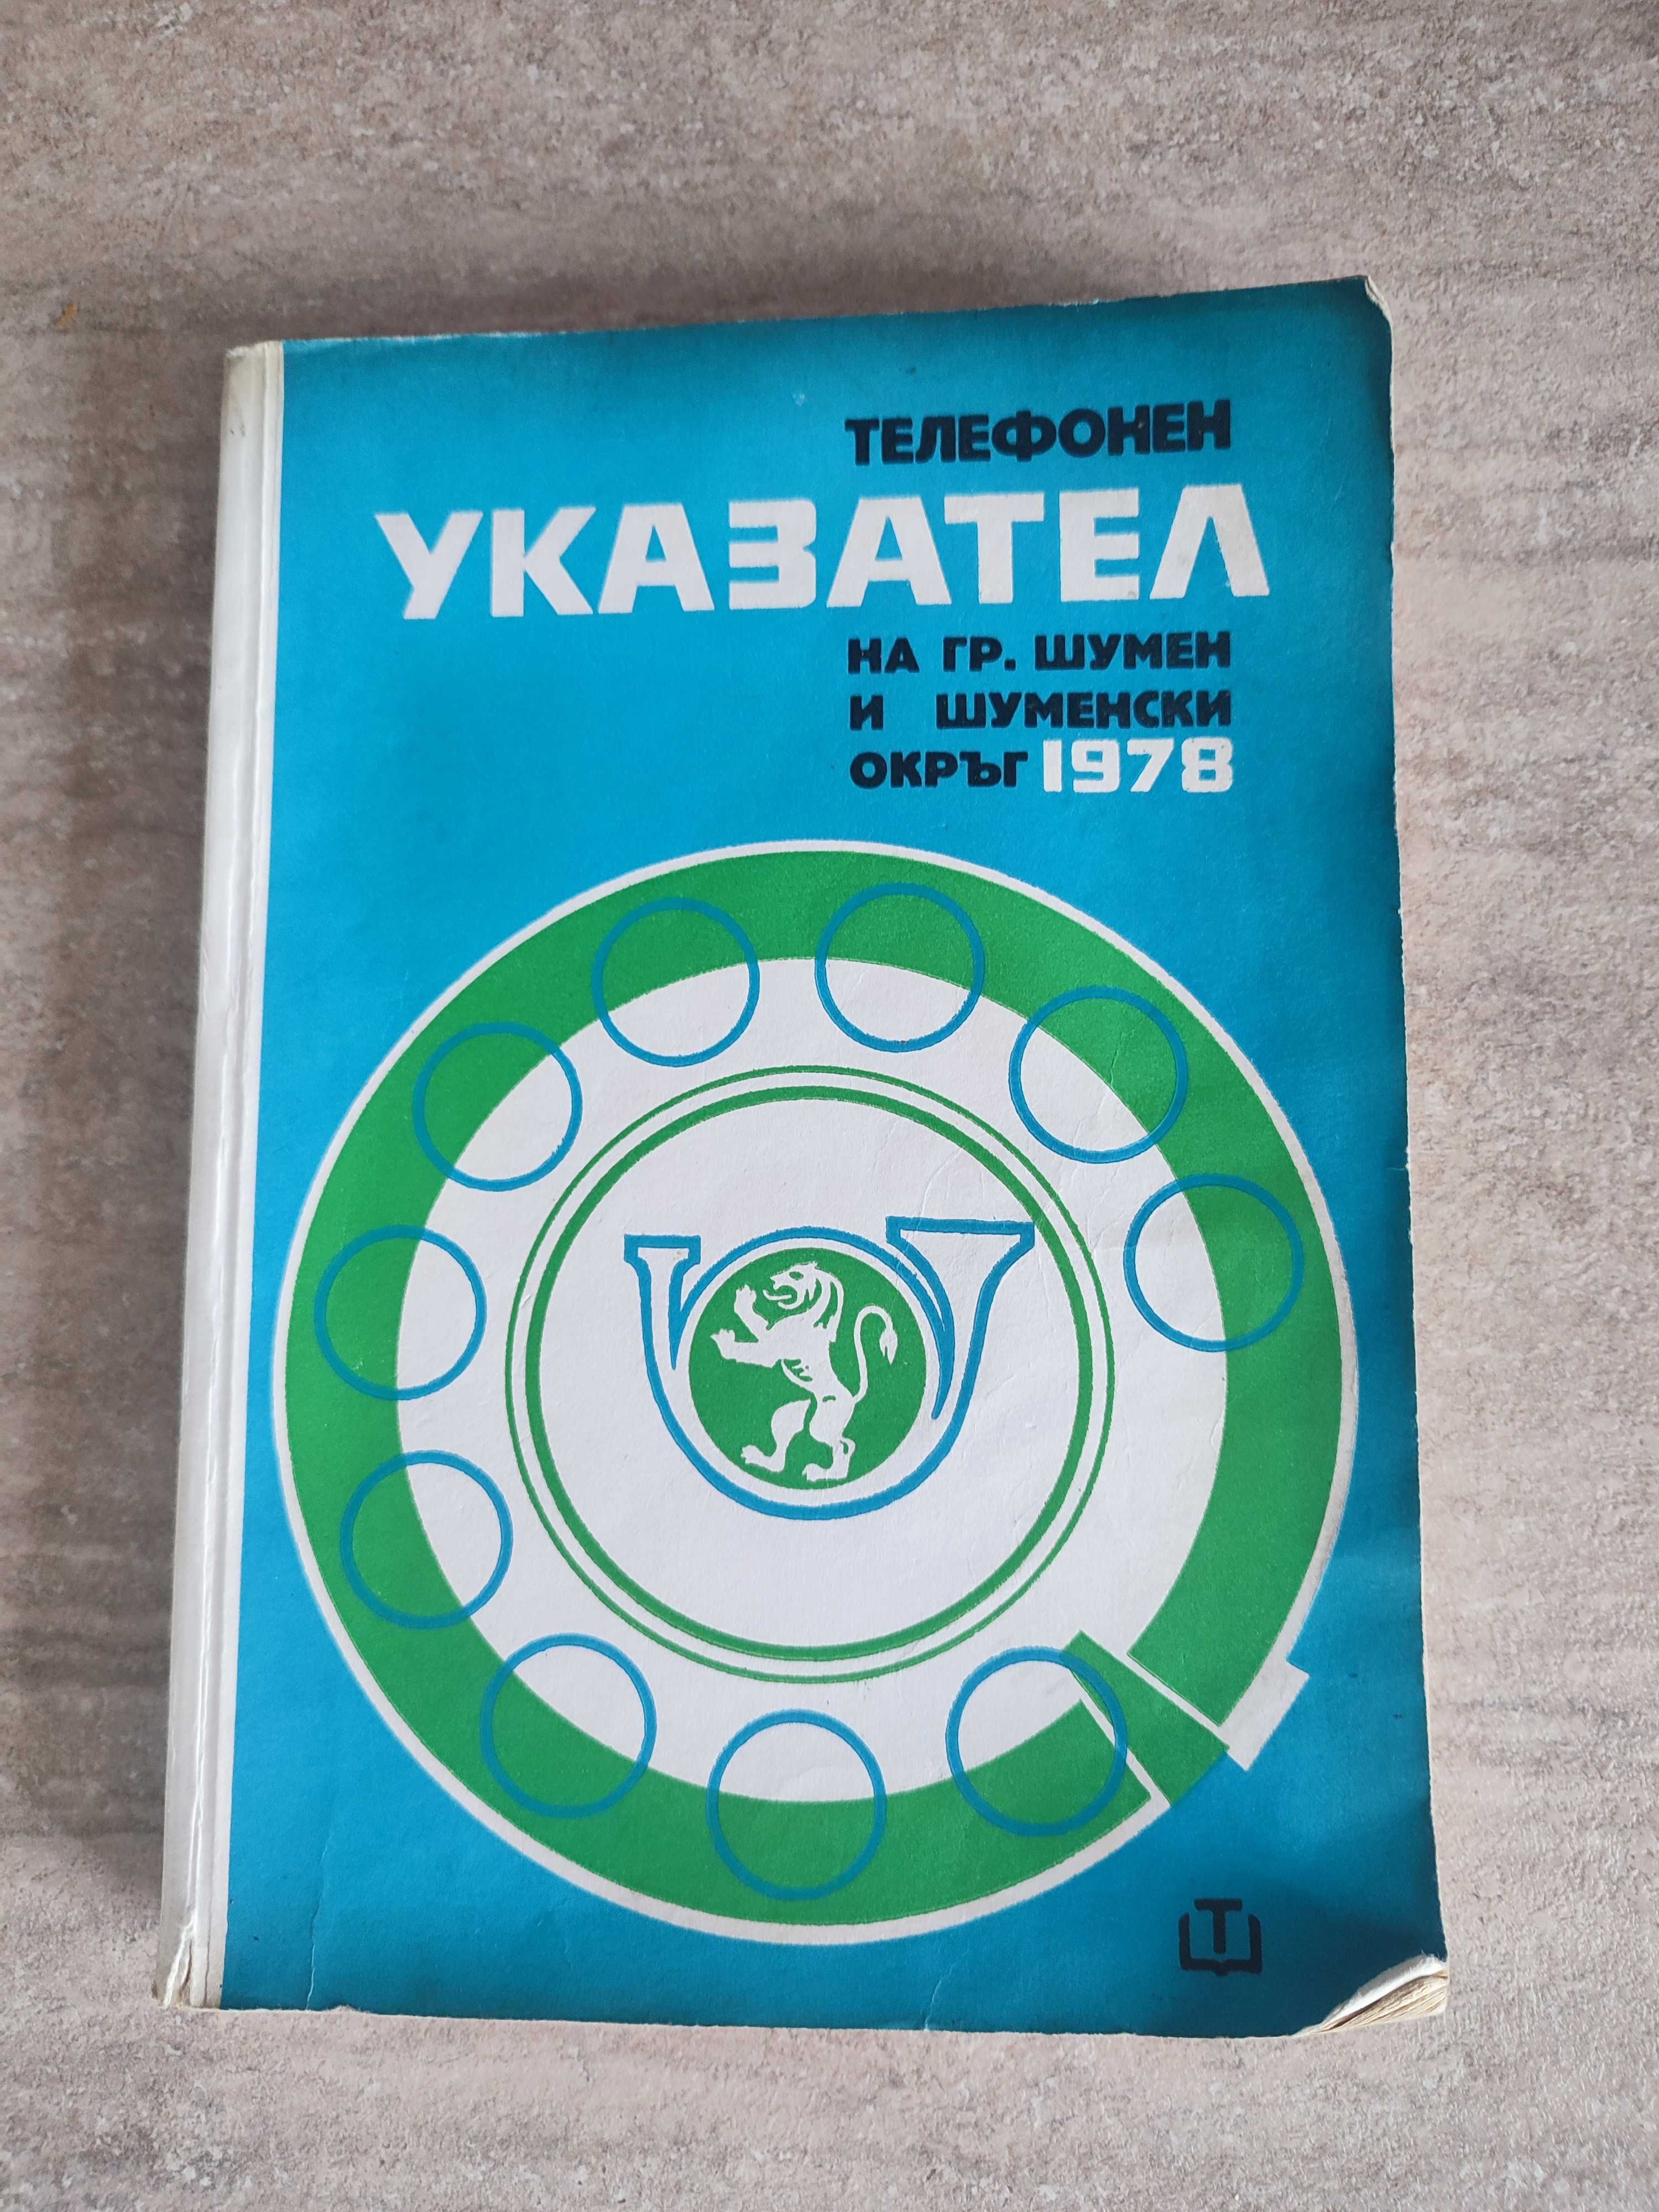 ТЕЛЕФОНЕН
УКАЗАТЕЛ
НА ГР. ШУМЕН
И ШУМЕНСКИ
ОКРЪГ 1978
Т